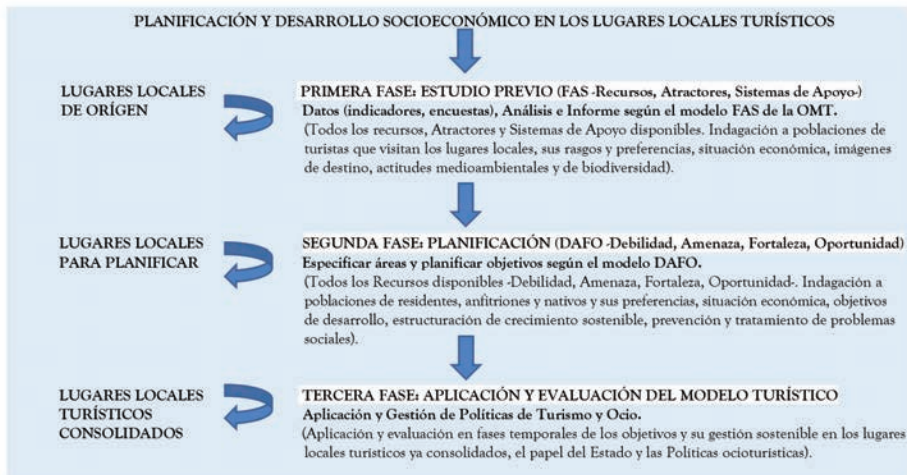 PLANIFICACIÓN Y DESARROLLO SOCIOECONÓMICO EN LOS LUGARES LOCALES TURÍSTICOS
LUGARES LOCALES
DE ORÍGEN
PRIMERA FASE: ESTUDIO PREVIO (FAS -Recursos, Atractores, Sistemas de Apoyo-)
Datos (indicadores, encuestas), Análisis e Informe según el modelo FAS de la OMT.
(Todos los recursos, Atractores y Sistemas de Apoyo disponibles. Indagación a poblaciones de
turistas que visitan los lugares locales, sus rasgos y preferencias, situación económica, imágenes
de destino, actitudes medioambientales y de biodiversidad).
LUGARES LOCALES
PARA PLANIFICAR
SEGUNDA FASE: PLANIFICACIÓN (DAFO -Debilidad, Amenaza, Fortaleza, Oportunidad)
Especificar áreas y planificar objetivos según el modelo DAFO.
(Todos los Recursos disponibles -Debilidad, Amenaza, Fortaleza, Oportunidad-. Indagación a
poblaciones de residentes, anfitriones y nativos y sus preferencias, situación económica, objetivos
de desarrollo, estructuración de crecimiento sostenible, prevención y tratamiento de problemas
sociales).
LUGARES LOCALES
TURÍSTICOS
CONSOLIDADOS
TERCERA FASE: APLICACIÓN Y EVALUACIÓN DEL MODELO TURÍSTICO
Aplicación y Gestión de Políticas de Turismo y Ocio.
(Aplicación y evaluación en fases temporales de los objetivos y su gestión sostenible en los lugares
locales turísticos ya consolidados, el papel del Estado y las Políticas ocioturísticas).